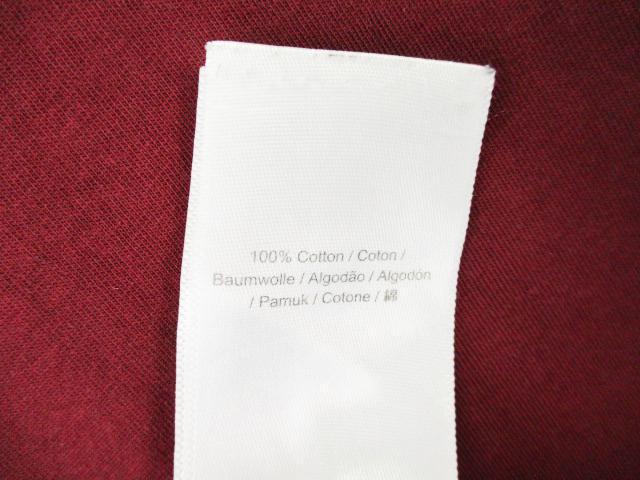 100% Cotton / Coton /
Baumwolle / Algodão / Algodón
/ Pamuk / Cotone / 綿